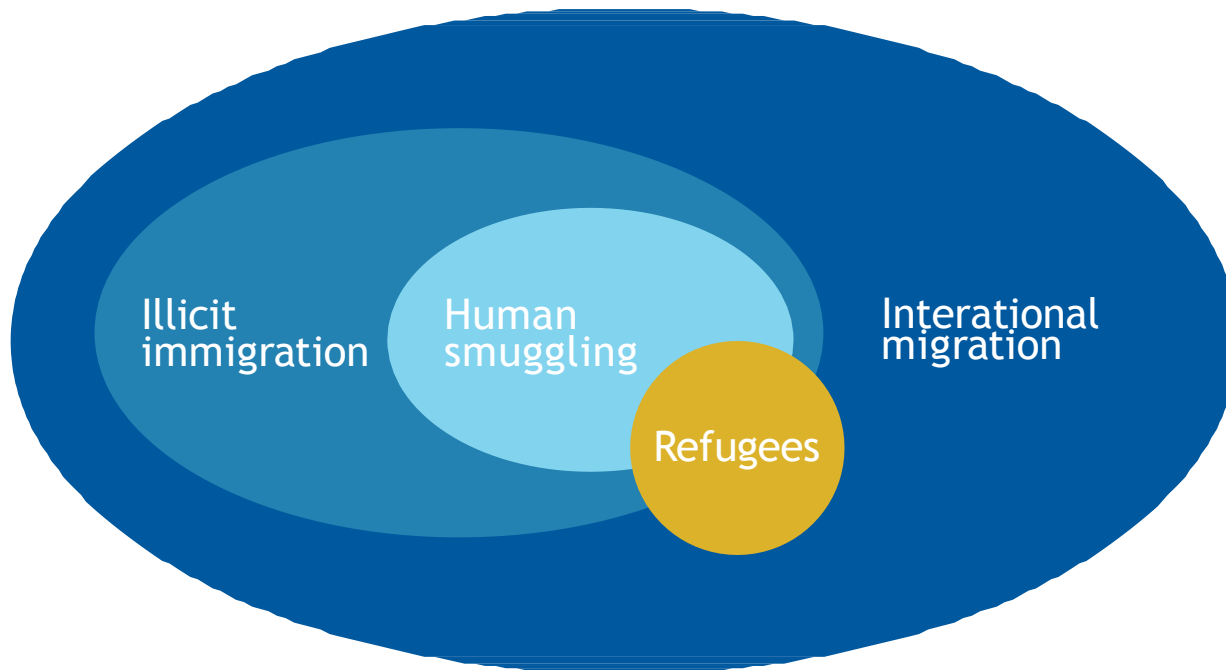 Illicit
immigration
Human
smuggling
Interational
migration
Refugees